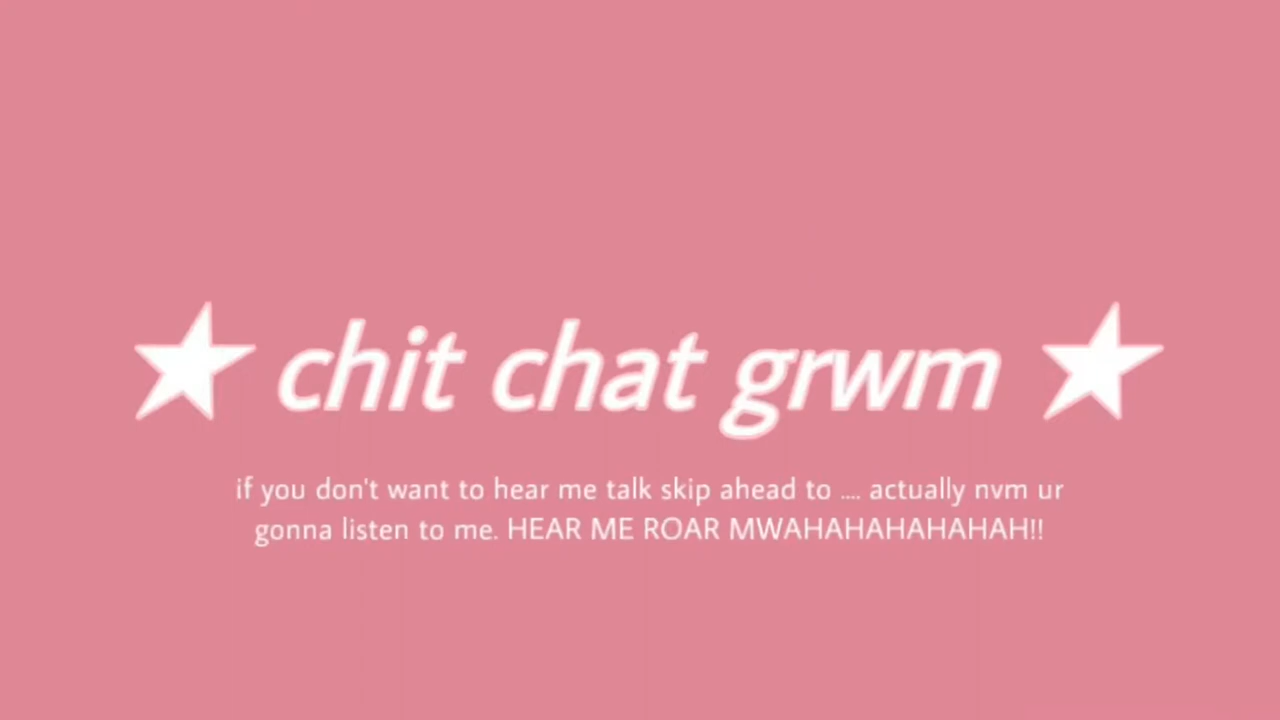 ★ chit chat grwm ★
if you don't want to hear me talk skip ahead to .... actually nvm ur
gonna listen to me. HEAR ME ROAR MWAHAHAHAHAHAH!!